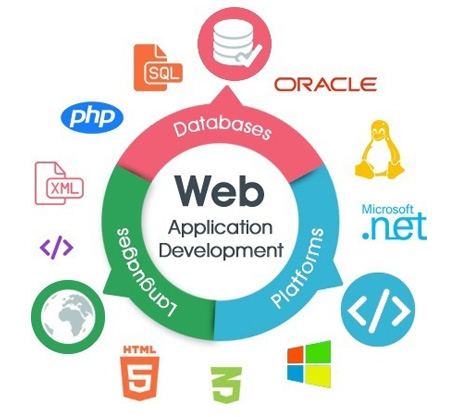 SQL
ORACLE
php
Databases
XML
Web
Application
Development
Microsoft
.net
</>
Languages
Platforms
</>
HTML
5
3